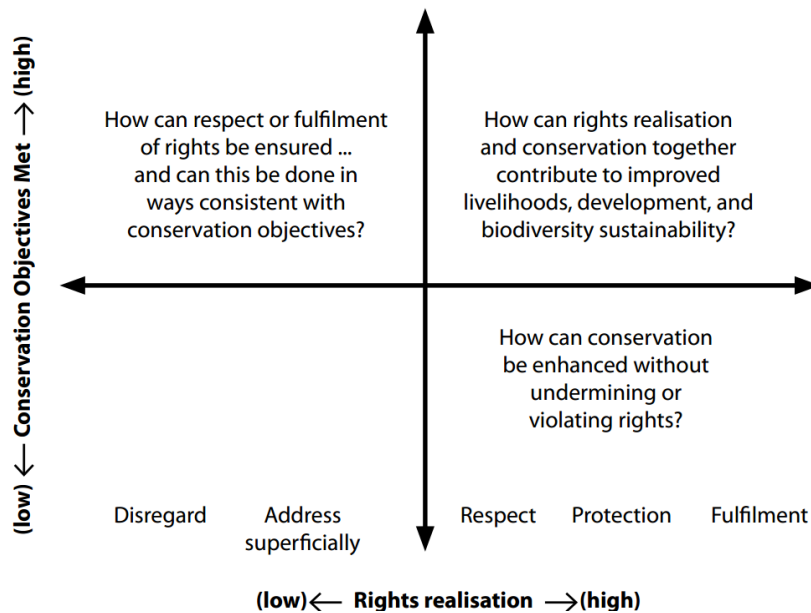 How can respect or fulfilment
of rights be ensured ...
and can this be done in
ways consistent with
conservation objectives?
How can rights realisation
and conservation together
contribute to improved
livelihoods, development, and
biodiversity sustainability?
How can conservation
be enhanced without
undermining or
violating rights?
(low) ← Conservation Objectives Met → (high)
Disregard
Address
superficially
Respect
Protection
Fulfilment
(low) ← Rights realisation → (high)